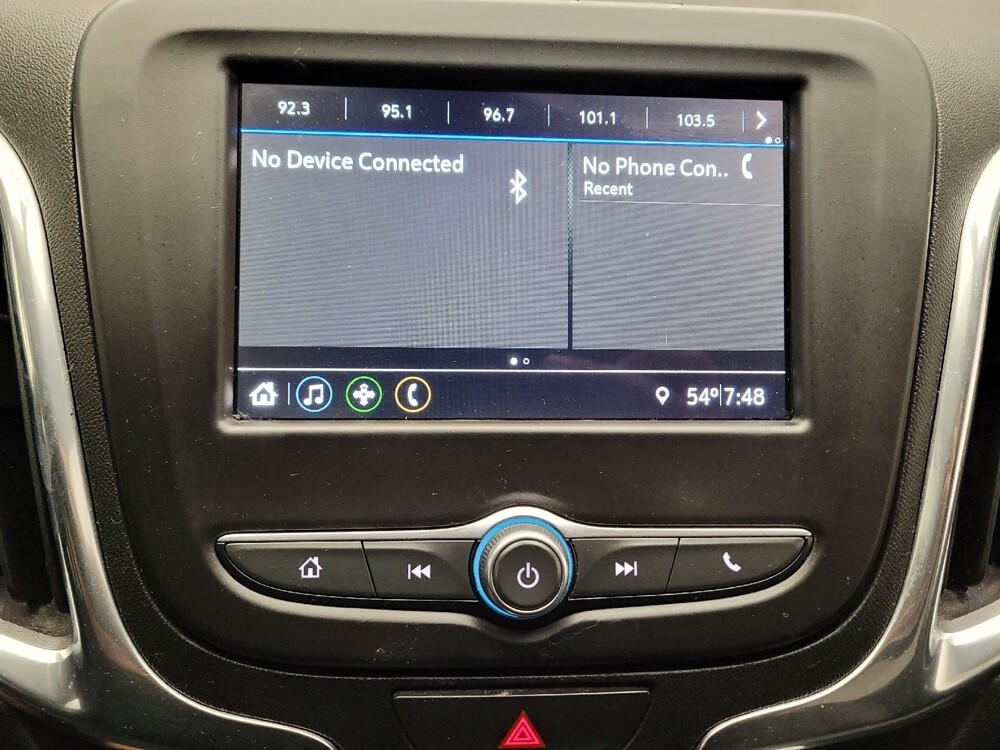 92.3 95.1 96.7 101.1 103.5
No Device Connected
No Phone Con..
Recent
54° 7:48